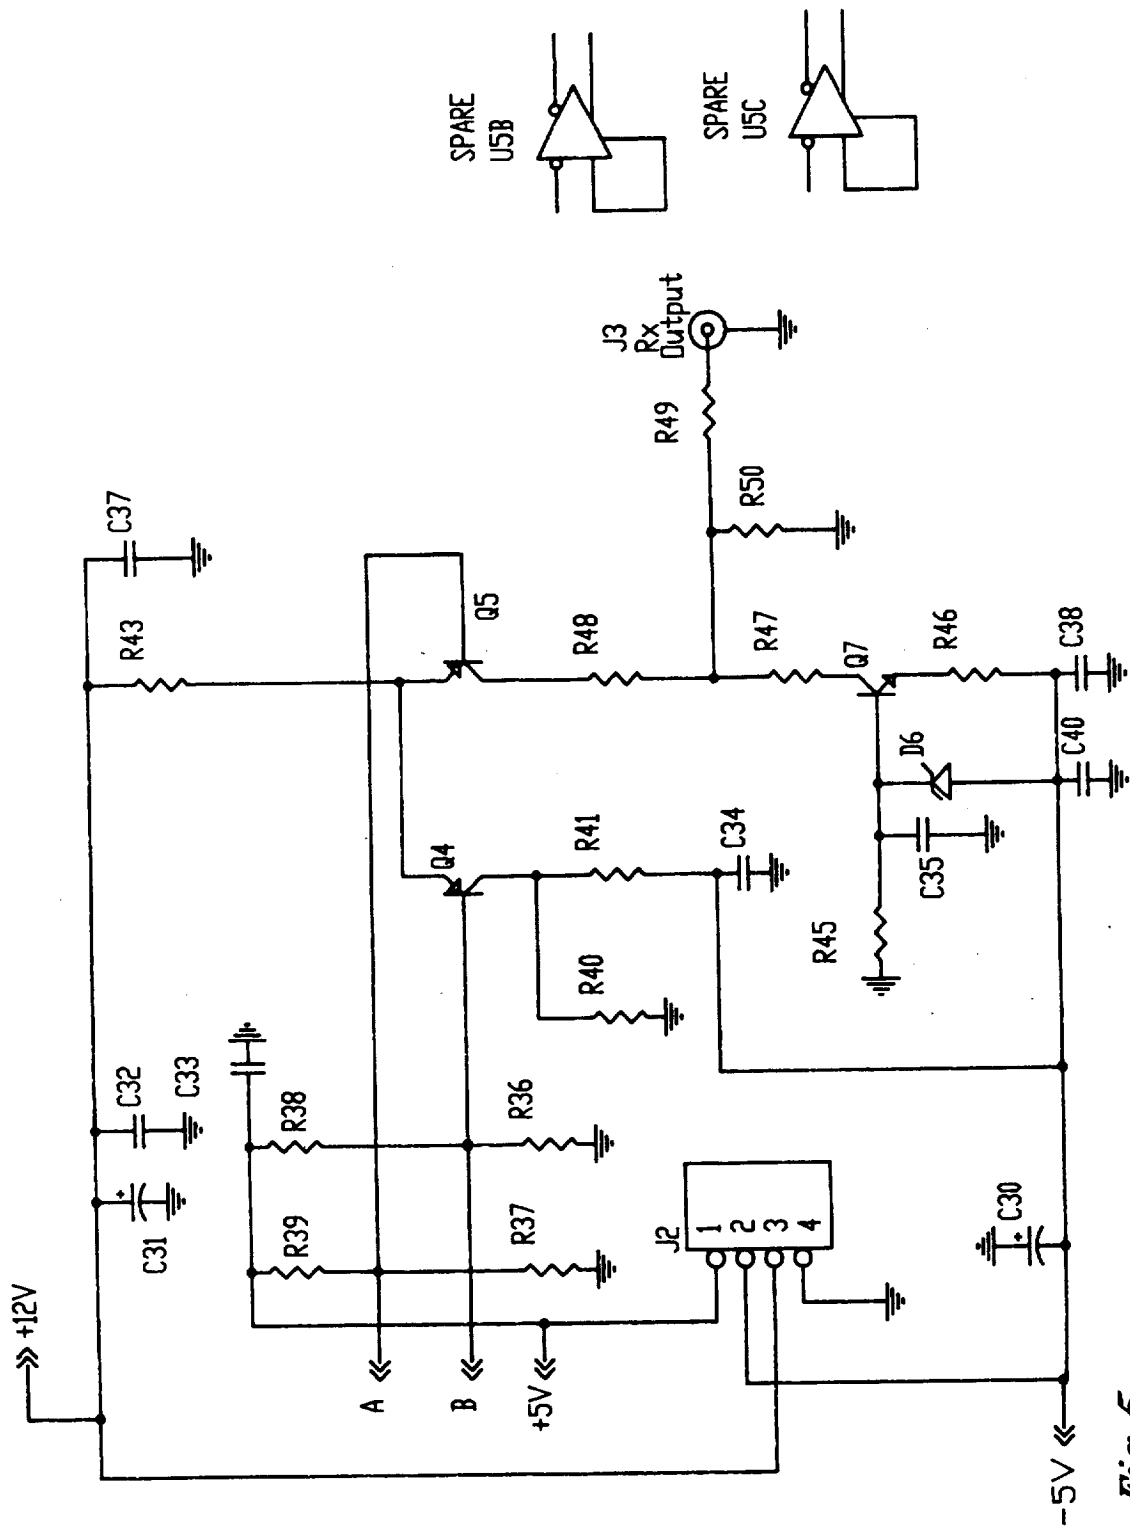 +12V
C31
C32
C33
R43
C37
R39
R38
A
B
+5V
R37
R36
Q4
Q5
R40
R41
C34
R48
J2
1
2
3
4
R45
C35
D6
Q7
R47
R46
C38
C40
R50
R49
J3
Rx
Output
SPARE
U5B
SPARE
U5C
C30
-5V